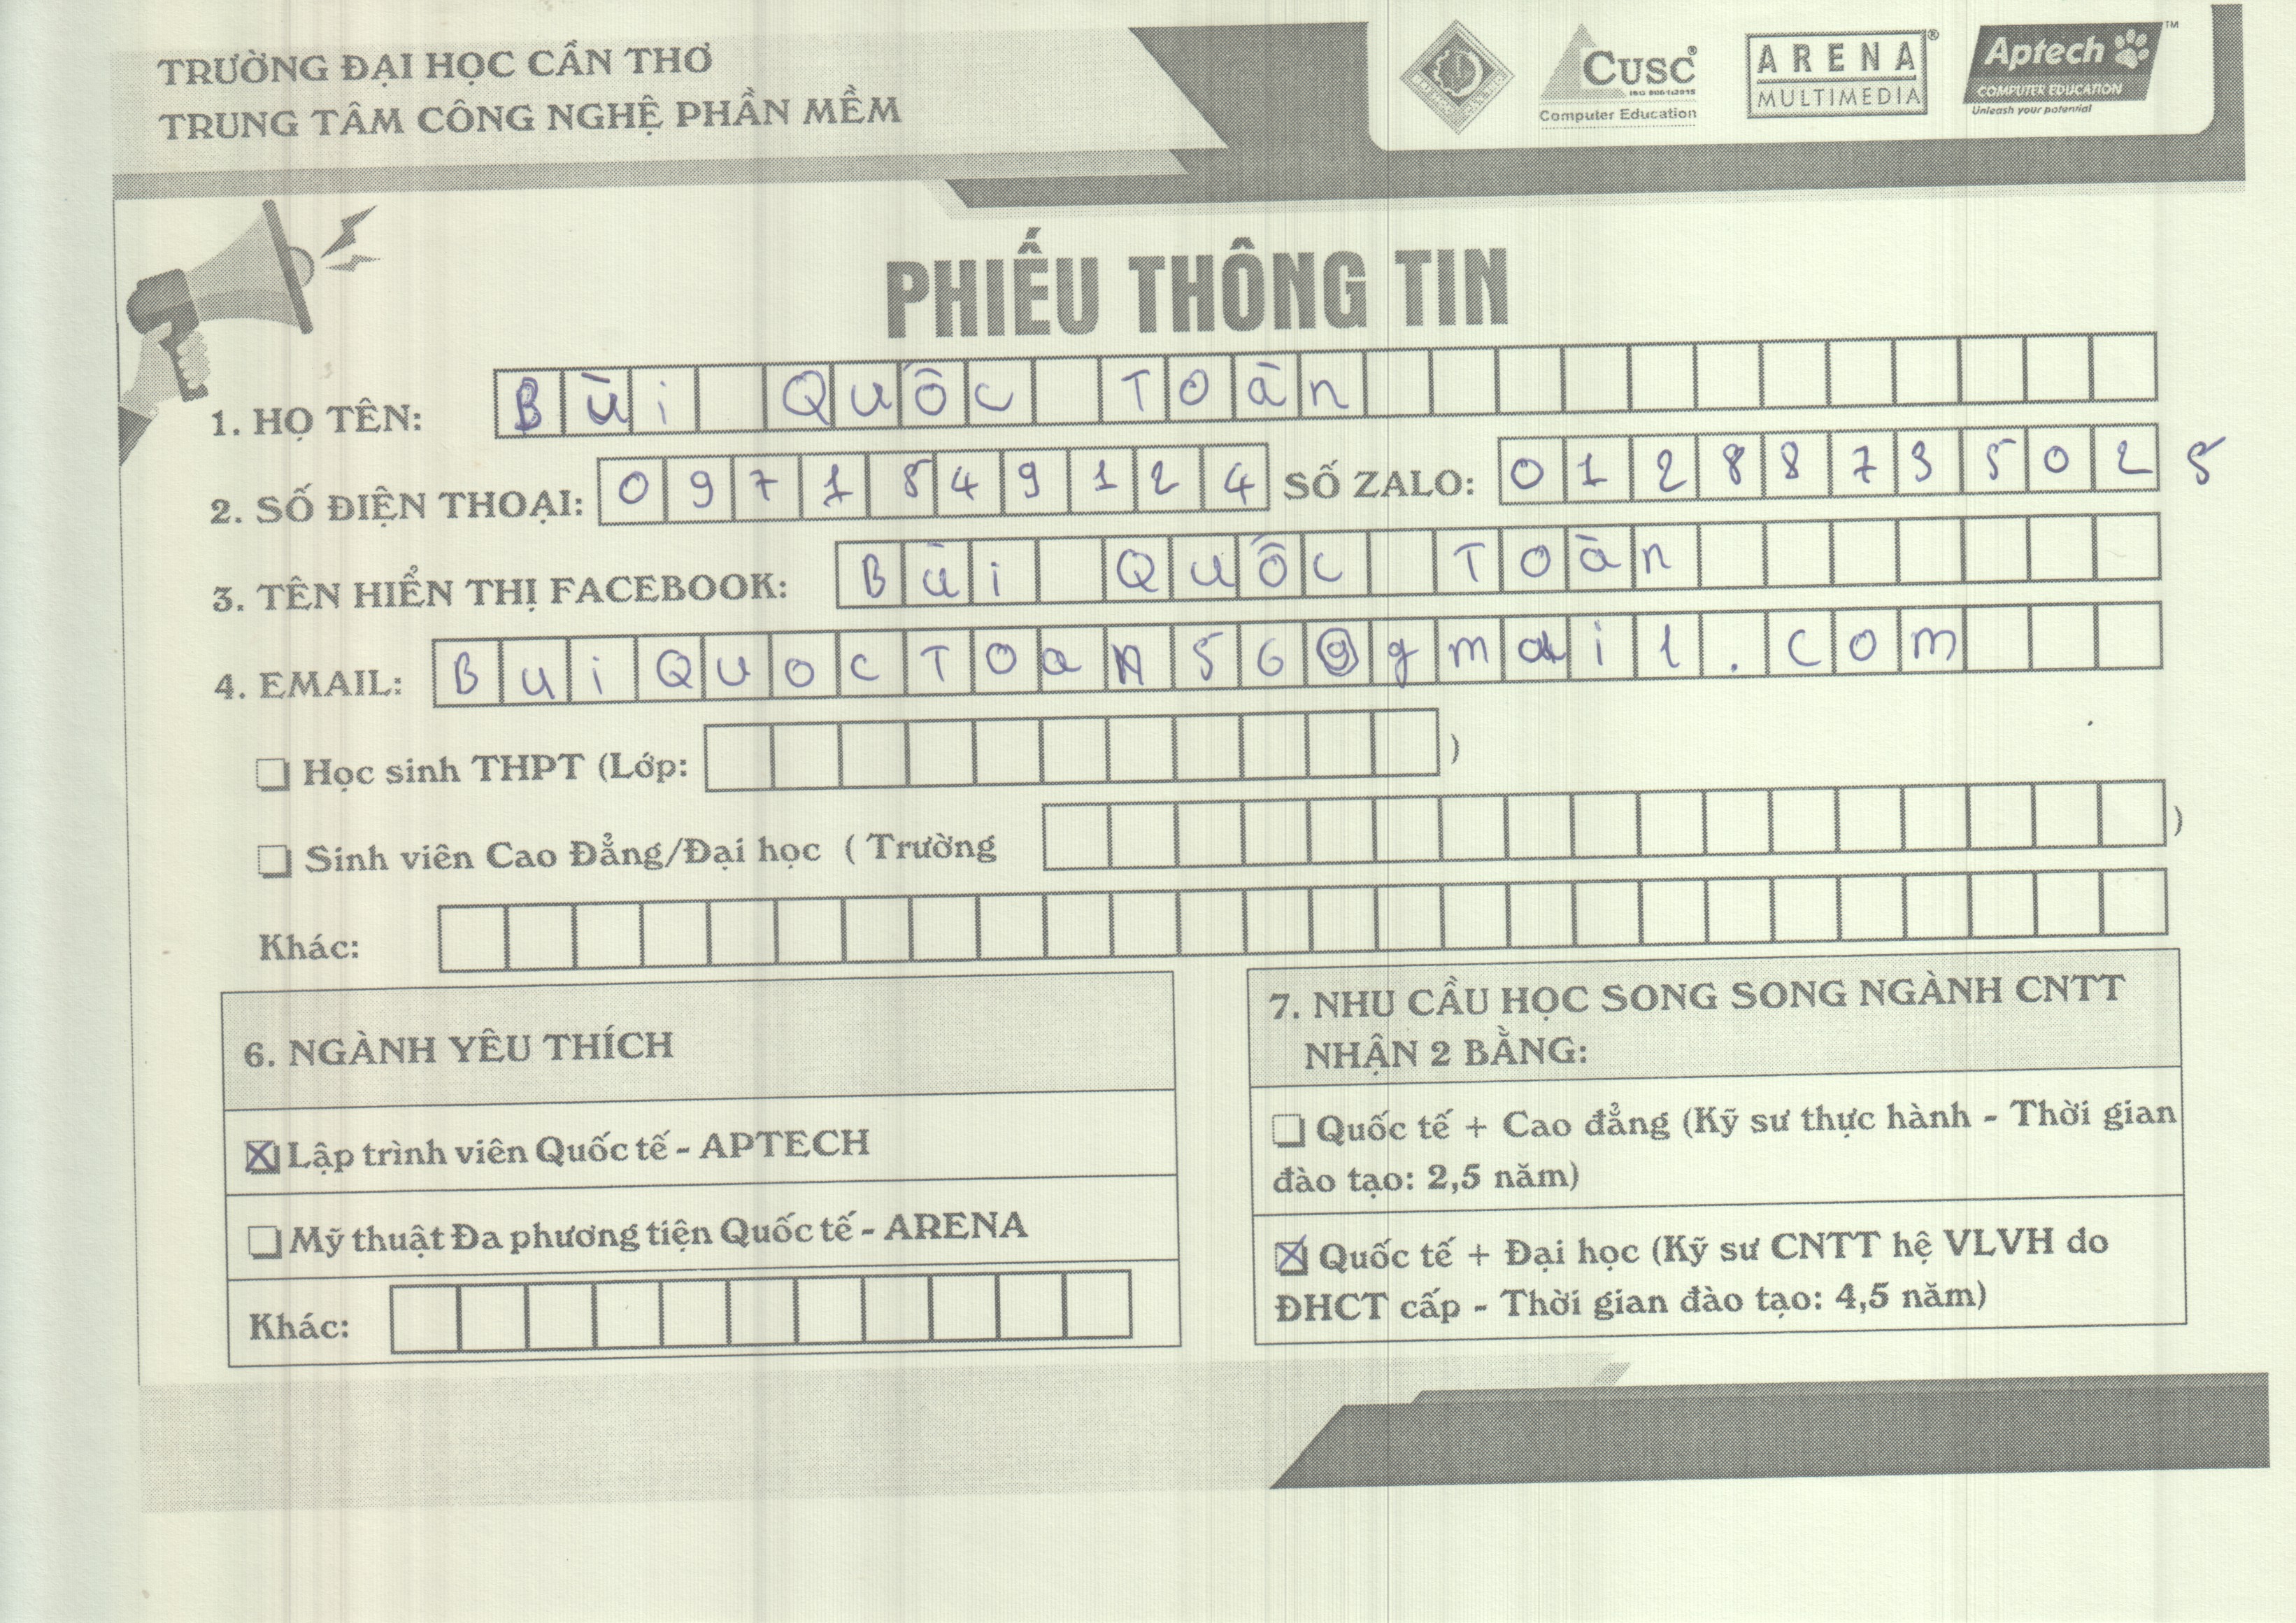 TRƯỜNG ĐẠI HỌC CẦN THƠ
TRUNG TÂM CÔNG NGHỆ PHẦN MỀM
CUSC®
ISO 9001:2015
Computer Education
ARENA®
MULTIMEDIA
Aptech™
COMPUTER EDUCATION
Unleash your potential
PHIẾU THÔNG TIN
1. HỌ TÊN: Bùi Quốc Toàn
2. SỐ ĐIỆN THOẠI: 0971549124 SỐ ZALO: 01288735025
3. TÊN HIỂN THỊ FACEBOOK: Bùi Quốc Toàn
4. EMAIL: BuiQuocToan56@gmail.com
Học sinh THPT (Lớp: )
Sinh viên Cao Đẳng/Đại học ( Trường )
Khác:
6. NGÀNH YÊU THÍCH
Lập trình viên Quốc tế - APTECH
Mỹ thuật Đa phương tiện Quốc tế - ARENA
Khác:
7. NHU CẦU HỌC SONG SONG NGÀNH CNTT
NHẬN 2 BẰNG:
Quốc tế + Cao đẳng (Kỹ sư thực hành - Thời gian
đào tạo: 2,5 năm)
Quốc tế + Đại học (Kỹ sư CNTT hệ VLVH do
ĐHCT cấp - Thời gian đào tạo: 4,5 năm)